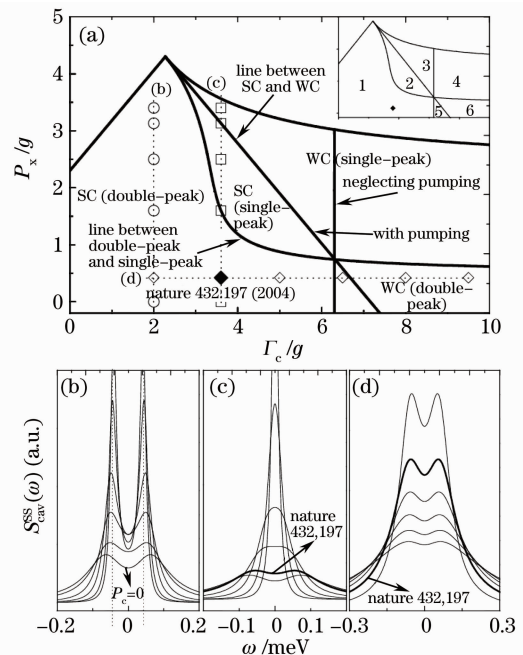 5
(a)
4
3
2
1
0
P_x/g
(b)
(c)
line between
SC and WC
1
2
3
4
5
6
WC (single-peak)
neglecting pumping
SC (double-peak)
SC
(single-
peak)
with pumping
line between
double-peak
and single-peak
(d)
nature 432:197 (2004)
WC (double-
peak)
0
2
4
6
8
10
Γ_c/g
(b)
(c)
(d)
S_cav^SS(ω) (a.u.)
P_c=0
nature
432,197
nature 432,197
-0.2
0
0.2
-0.1
0
0.1
-0.3
0
0.3
ω/meV